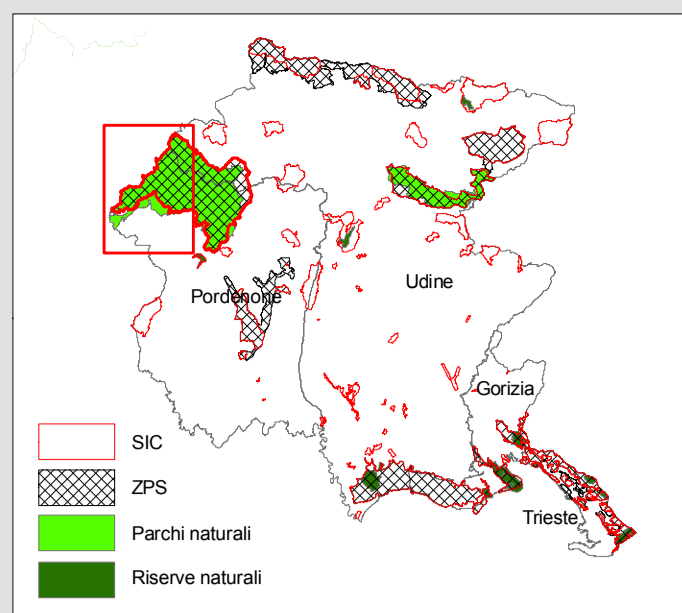 Udine
Pordenone
Gorizia
Trieste
SIC
ZPS
Parchi naturali
Riserve naturali